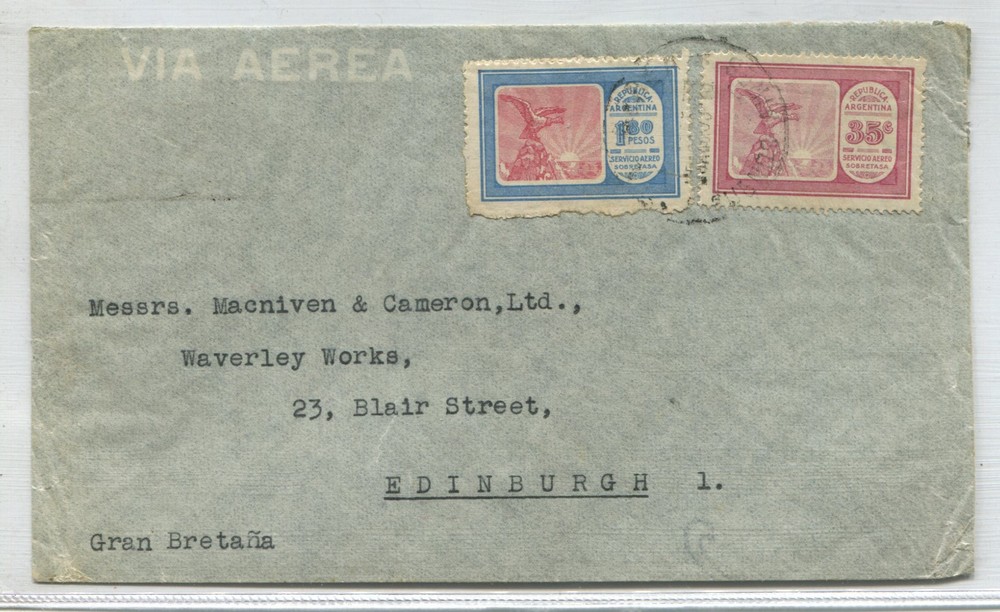 VIA AEREA
REPUBLICA
ARGENTINA
1.80
PESOS
SERVICIO AEREO
SOBRETASA
REPUBLICA
ARGENTINA
35c
SERVICIO AEREO
SOBRETASA
Messrs. Macniven & Cameron,Ltd.,
Waverley Works,
23, Blair Street,
EDINBURGH 1.
Gran Bretaña